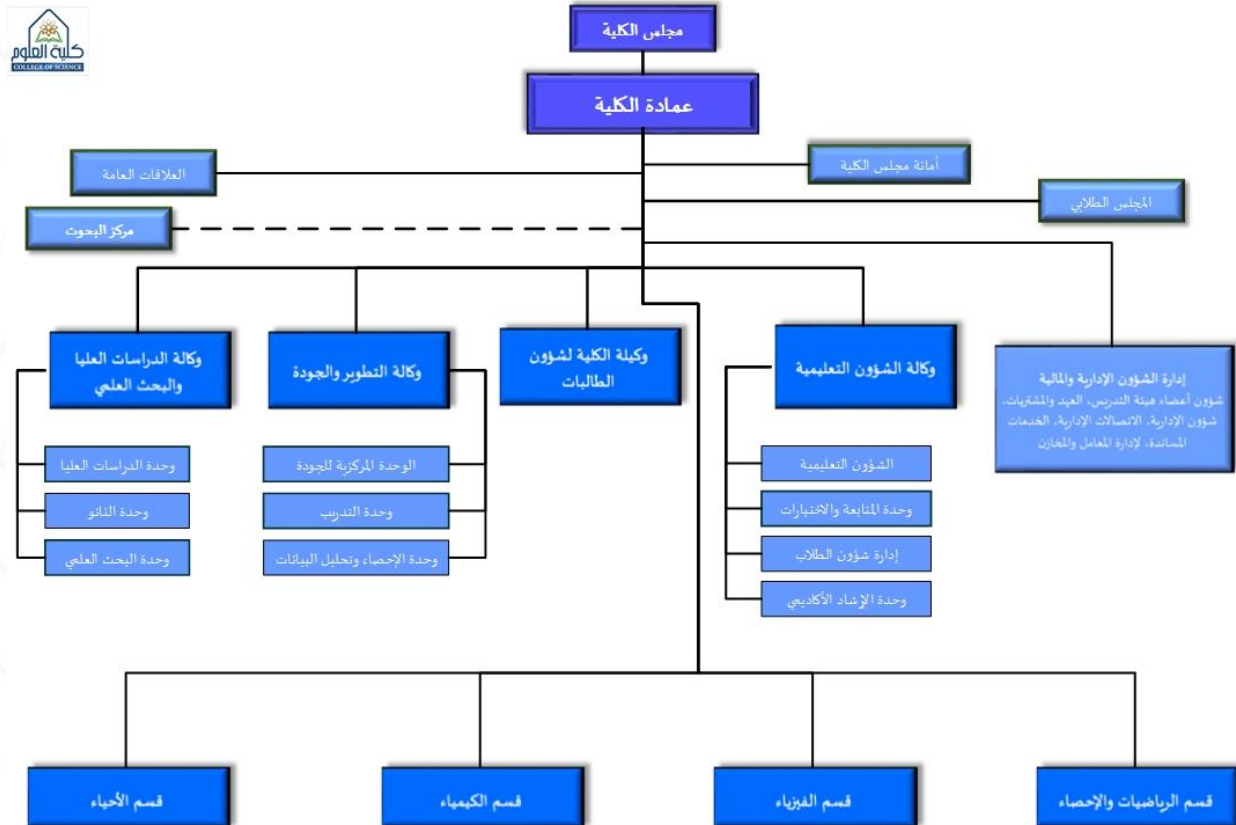 كلية العلوم
COLLEGE OF SCIENCE
مجلس الكلية
عمادة الكلية
أمانة مجلس الكلية
العلاقات العامة
المجلس الطلابي
مركز البحوث
إدارة الشؤون الإدارية والمالية
شؤون أعضاء هيئة التدريس، العهد والمشتريات،
شؤون الإدارية، الاتصالات الإدارية، الخدمات
المساندة، لإدارة المعامل والمخازن
وكالة الشؤون التعليمية
وكيلة الكلية لشؤون
الطالبات
وكالة التطوير والجودة
وكالة الدراسات العليا
والبحث العلمي
الشؤون التعليمية
وحدة المتابعة والاختبارات
إدارة شؤون الطلاب
وحدة الإرشاد الأكاديمي
الوحدة المركزية للجودة
وحدة التدريب
وحدة الإحصاء وتحليل البيانات
وحدة الدراسات العليا
وحدة النانو
وحدة البحث العلمي
قسم الرياضيات والإحصاء
قسم الفيزياء
قسم الكيمياء
قسم الأحياء